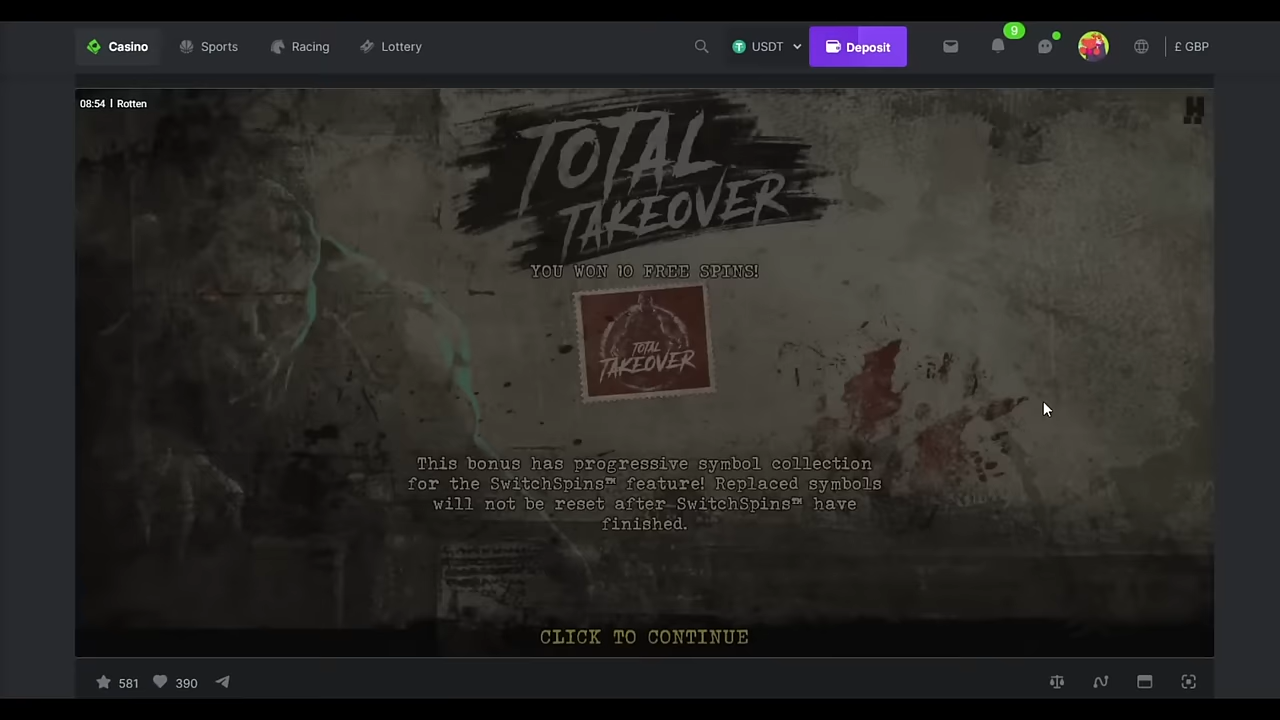 Casino
Sports
Racing
Lottery
USDT
Deposit
9
£ GBP
08:54 | Rotten
TOTAL
TAKEOVER
YOU WON 10 FREE SPINS!
TOTAL
TAKEOVER
This bonus has progressive symbol collection
for the SwitchSpins™ feature! Replaced symbols
will not be reset after SwitchSpins™ have
finished.
CLICK TO CONTINUE
581
390